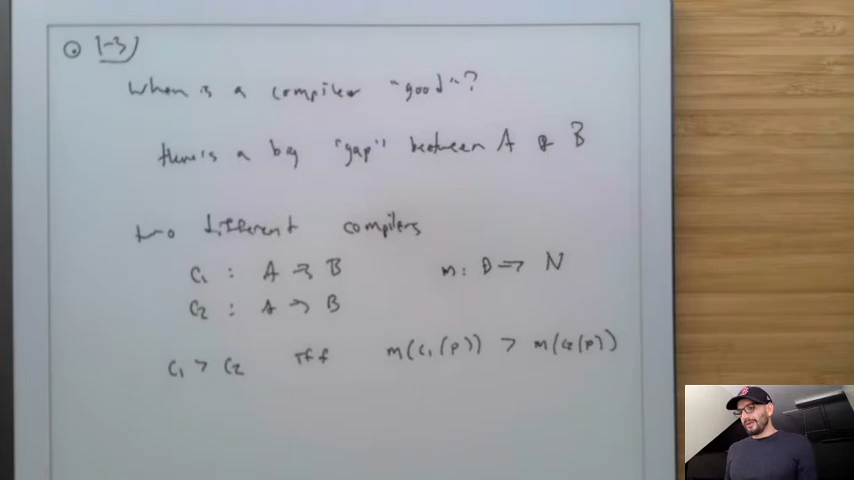 1-3)
When is a compiler "good"?
there's a big "gap" between A & B
two different compilers
c1 : A → B m: B → N
c2 : A → B
c1 > c2 iff m(c1(p)) > m(c2(p))